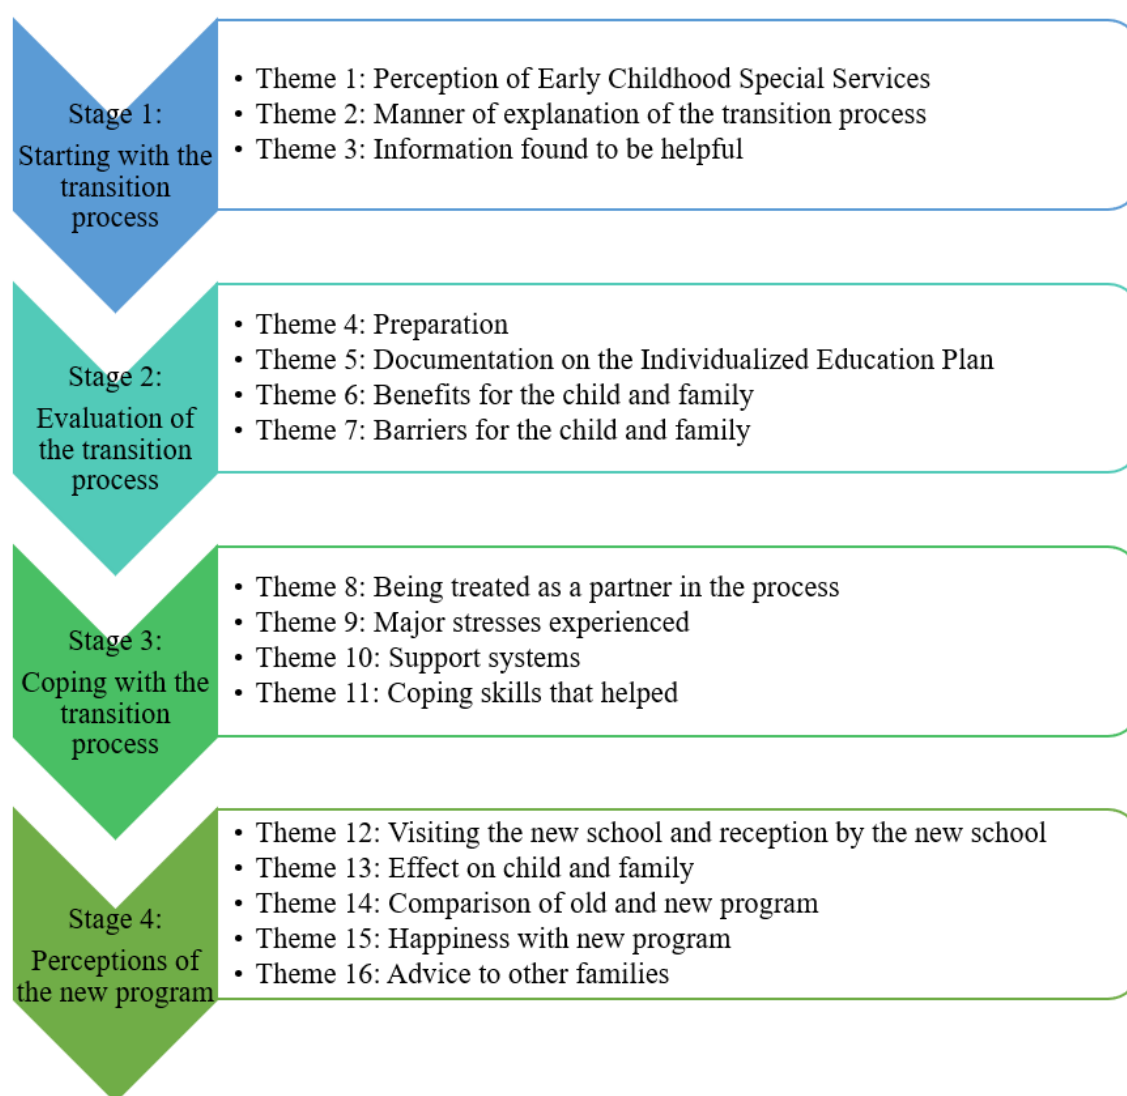 Stage 1:
Starting with the
transition
process
• Theme 1: Perception of Early Childhood Special Services
• Theme 2: Manner of explanation of the transition process
• Theme 3: Information found to be helpful
Stage 2:
Evaluation of
the transition
process
• Theme 4: Preparation
• Theme 5: Documentation on the Individualized Education Plan
• Theme 6: Benefits for the child and family
• Theme 7: Barriers for the child and family
Stage 3:
Coping with the
transition
process
• Theme 8: Being treated as a partner in the process
• Theme 9: Major stresses experienced
• Theme 10: Support systems
• Theme 11: Coping skills that helped
Stage 4:
Perceptions of
the new program
• Theme 12: Visiting the new school and reception by the new school
• Theme 13: Effect on child and family
• Theme 14: Comparison of old and new program
• Theme 15: Happiness with new program
• Theme 16: Advice to other families